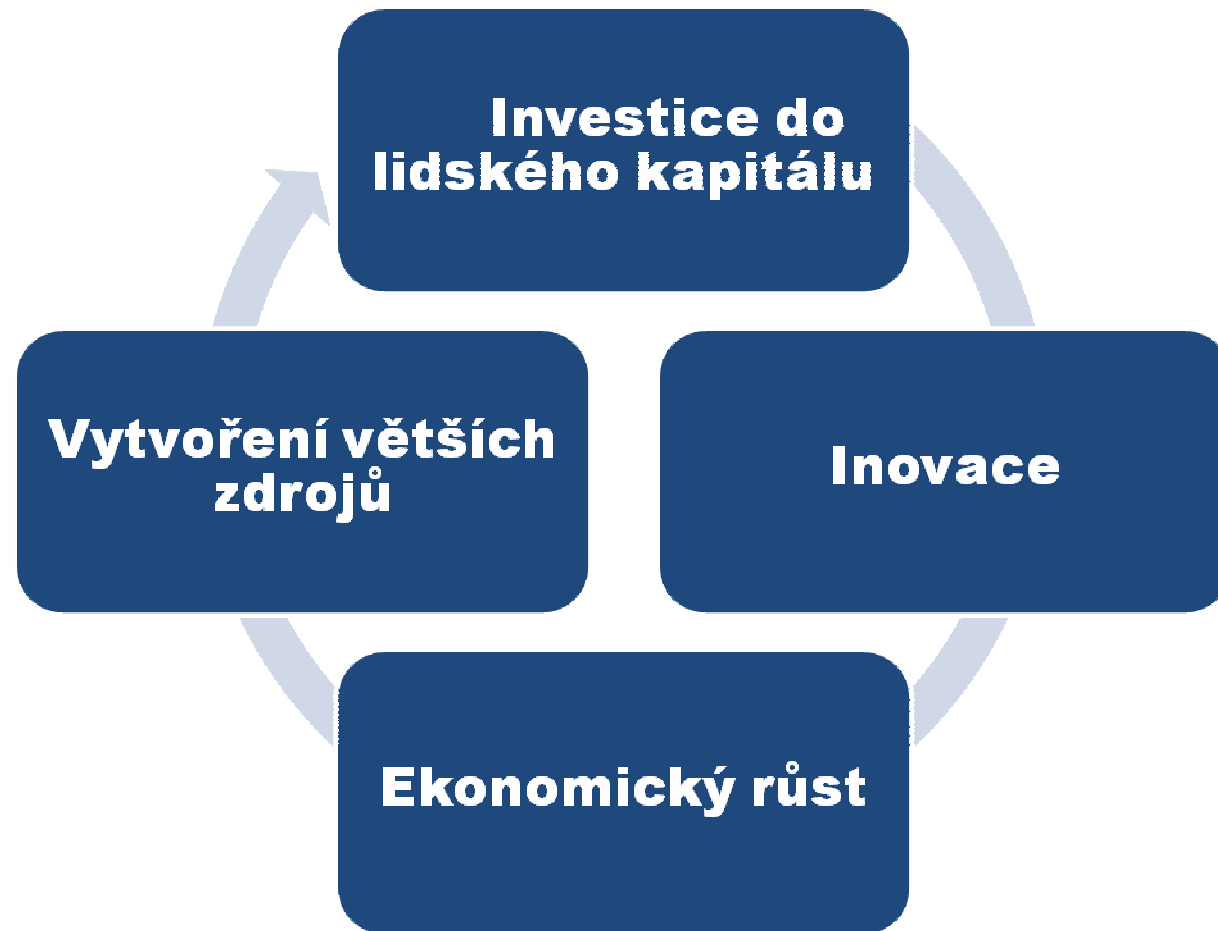 Investice do
lidského kapitálu
Inovace
Ekonomický růst
Vytvoření větších
zdrojů